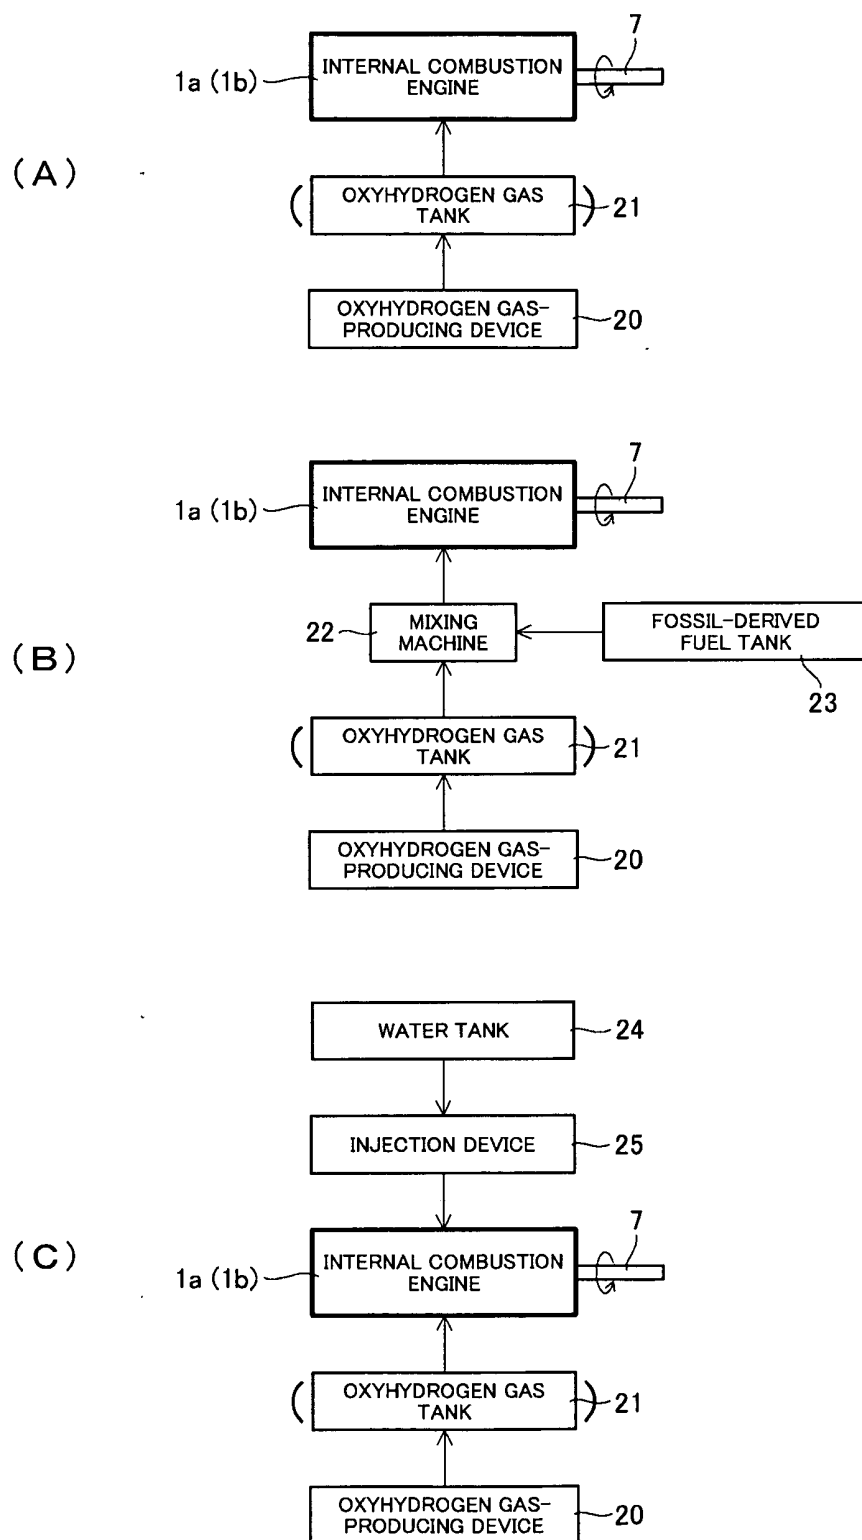 7
INTERNAL COMBUSTION
ENGINE
1a (1b)
(A)
( OXYHYDROGEN GAS ) 21
TANK
OXYHYDROGEN GAS-
PRODUCING DEVICE
20
7
INTERNAL COMBUSTION
ENGINE
1a (1b)
22
MIXING
MACHINE
FOSSIL-DERIVED
FUEL TANK
23
(B)
( OXYHYDROGEN GAS ) 21
TANK
OXYHYDROGEN GAS-
PRODUCING DEVICE
20
WATER TANK
24
INJECTION DEVICE
25
7
(C)
INTERNAL COMBUSTION
ENGINE
1a (1b)
( OXYHYDROGEN GAS ) 21
TANK
OXYHYDROGEN GAS-
PRODUCING DEVICE
20